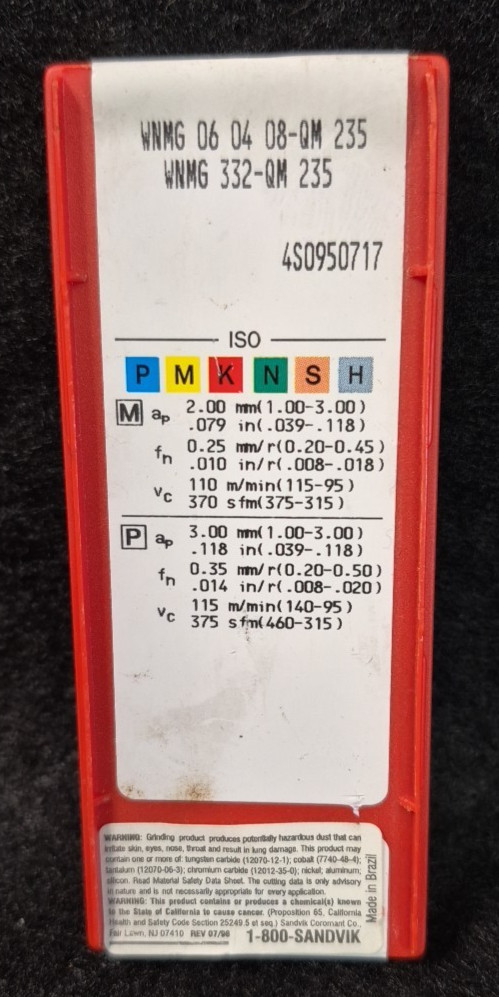 WNMG 06 04 08-QM 235
WNMG 332-QM 235
4S0950717
ISO
P M K N S H
M ap 2.00 mm(1.00-3.00)
.079 in(.039-.118)
fn 0.25 mm/r(0.20-0.45)
.010 in/r(.008-.018)
vc 110 m/min(115-95)
370 sfm(375-315)
P ap 3.00 mm(1.00-3.00)
.118 in(.039-.118)
fn 0.35 mm/r(0.20-0.50)
.014 in/r(.008-.020)
vc 115 m/min(140-95)
375 sfm(460-315)
WARNING: Grinding product produces potentially hazardous dust that can
irritate skin, eyes, nose, throat and result in lung damage. This product may
contain one or more of: tungsten carbide (12070-12-1); cobalt (7740-48-4);
tantalum (12070-06-3); chromium carbide (12012-35-0); nickel; aluminum;
silicon. Read Material Safety Data Sheet. The cutting data is only advisory
in nature and is not necessarily appropriate for every application.
WARNING: This product contains or produces a chemical(s) known
to the State of California to cause cancer. (Proposition 65, California
Health and Safety Code Section 25249.5 et seq.) Sandvik Coromant Co.,
Fair Lawn, NJ 07410 REV 07/96 1-800-SANDVIK
Made in Brazil